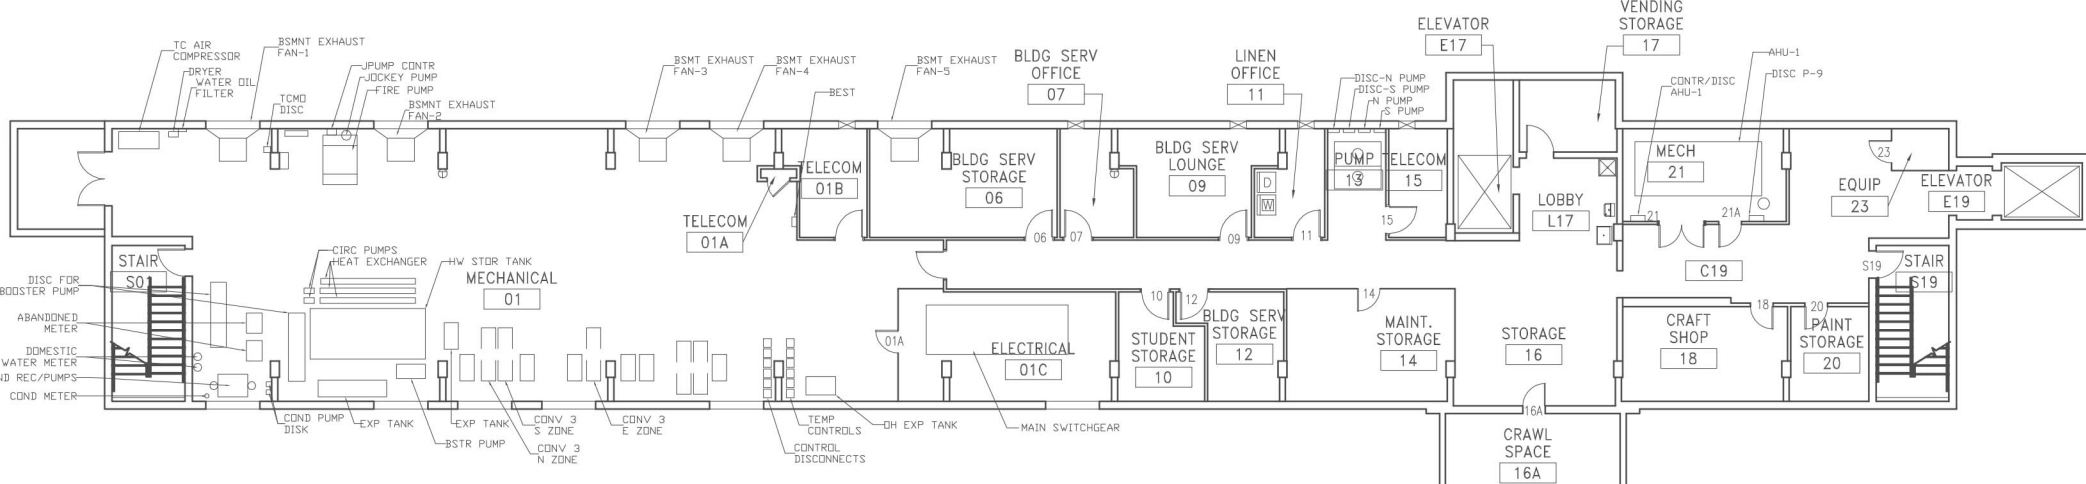 TC AIR
COMPRESSOR
DRYER
WATER OIL
FILTER
BSMNT EXHAUST
FAN-1
TCMO
DISC
JPUMP CONTR
JOCKEY PUMP
FIRE PUMP
BSMNT EXHAUST
FAN-2
BSMT EXHAUST
FAN-3
BSMT EXHAUST
FAN-4
BEST
BSMT EXHAUST
FAN-5
BLDG SERV
OFFICE
07
LINEN
OFFICE
11
DISC-N PUMP
DISC-S PUMP
N PUMP
S PUMP
ELEVATOR
E17
VENDING
STORAGE
17
AHU-1
CONTR/DISC
AHU-1
DISC P-9
TELECOM
01B
BLDG SERV
STORAGE
06
BLDG SERV
LOUNGE
09
D
W
PUMP
13
TELECOM
15
15
LOBBY
L17
MECH
21
21
21A
23
EQUIP
23
ELEVATOR
E19
TELECOM
01A
06
07
09
11
STAIR
S01
CIRC PUMPS
HEAT EXCHANGER
HW STOR TANK
MECHANICAL
01
C19
S19
STAIR
S19
DISC FOR
BOOSTER PUMP
ABANDONED
METER
DOMESTIC
WATER METER
ND REC/PUMPS
COND METER
01A
ELECTRICAL
01C
10
STUDENT
STORAGE
10
12
BLDG SERV
STORAGE
12
14
MAINT.
STORAGE
14
STORAGE
16
CRAFT
SHOP
18
18
20
PAINT
STORAGE
20
COND PUMP
DISK
EXP TANK
BSTR PUMP
EXP TANK
CONV 3
S ZONE
CONV 3
N ZONE
CONV 3
E ZONE
TEMP
CONTROLS
CONTROL
DISCONNECTS
OH EXP TANK
MAIN SWITCHGEAR
16A
CRAWL
SPACE
16A